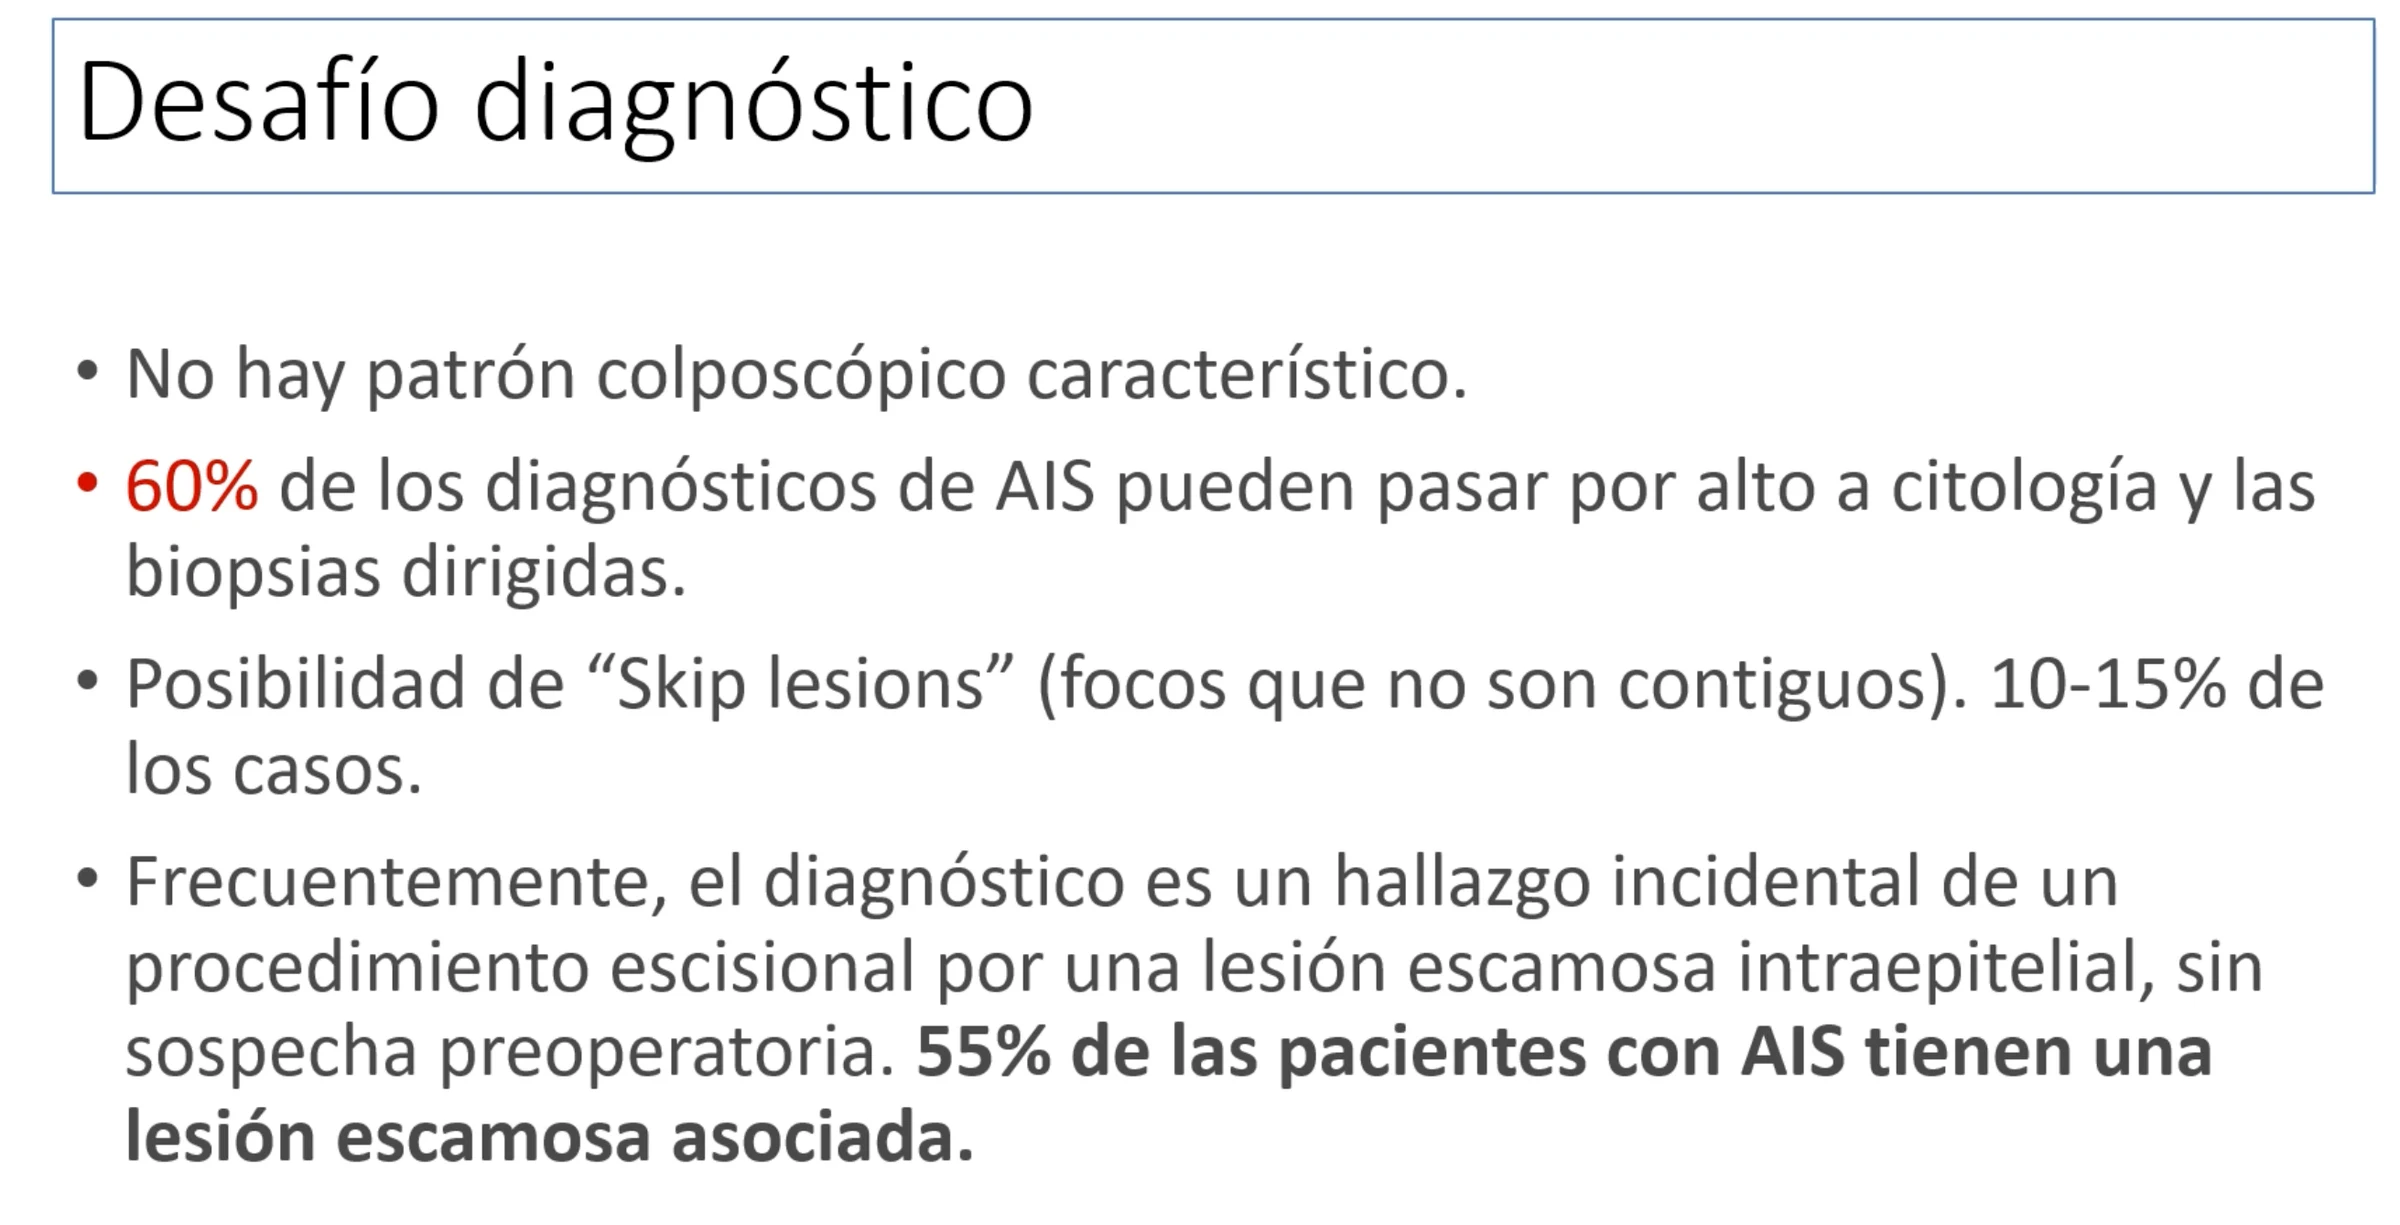 Desafío diagnóstico
• No hay patrón colposcópico característico.
• 60% de los diagnósticos de AIS pueden pasar por alto a citología y las
biopsias dirigidas.
• Posibilidad de “Skip lesions” (focos que no son contiguos). 10-15% de
los casos.
• Frecuentemente, el diagnóstico es un hallazgo incidental de un
procedimiento escisional por una lesión escamosa intraepitelial, sin
sospecha preoperatoria. 55% de las pacientes con AIS tienen una
lesión escamosa asociada.